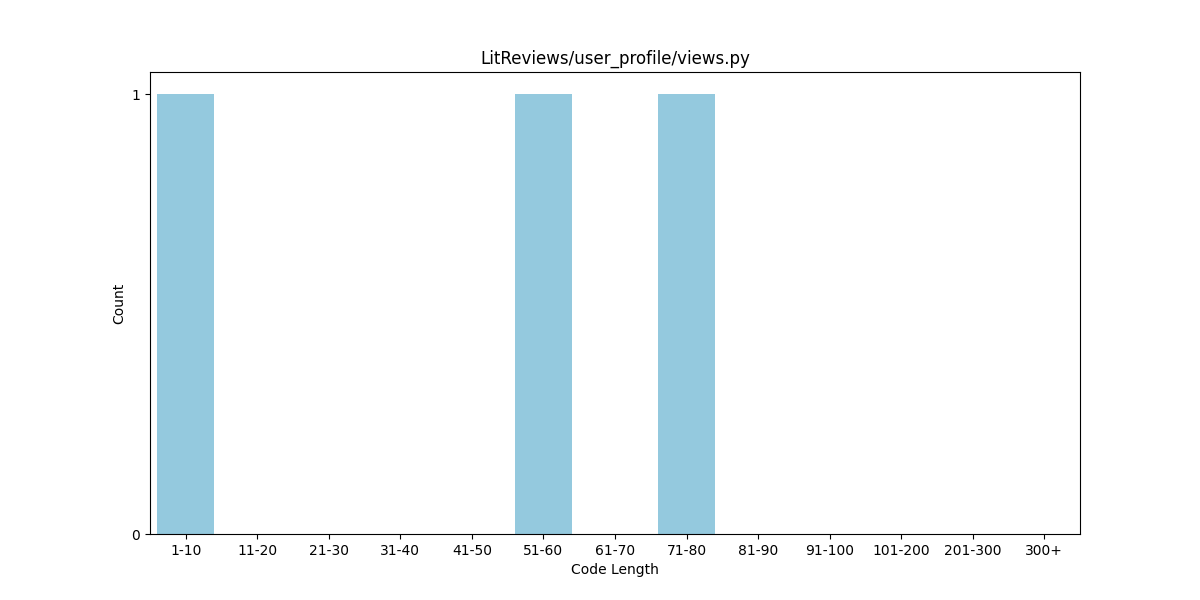 LitReviews/user_profile/views.py
Count
1
0
1-10 11-20 21-30 31-40 41-50 51-60 61-70 71-80 81-90 91-100 101-200 201-300 300+
Code Length